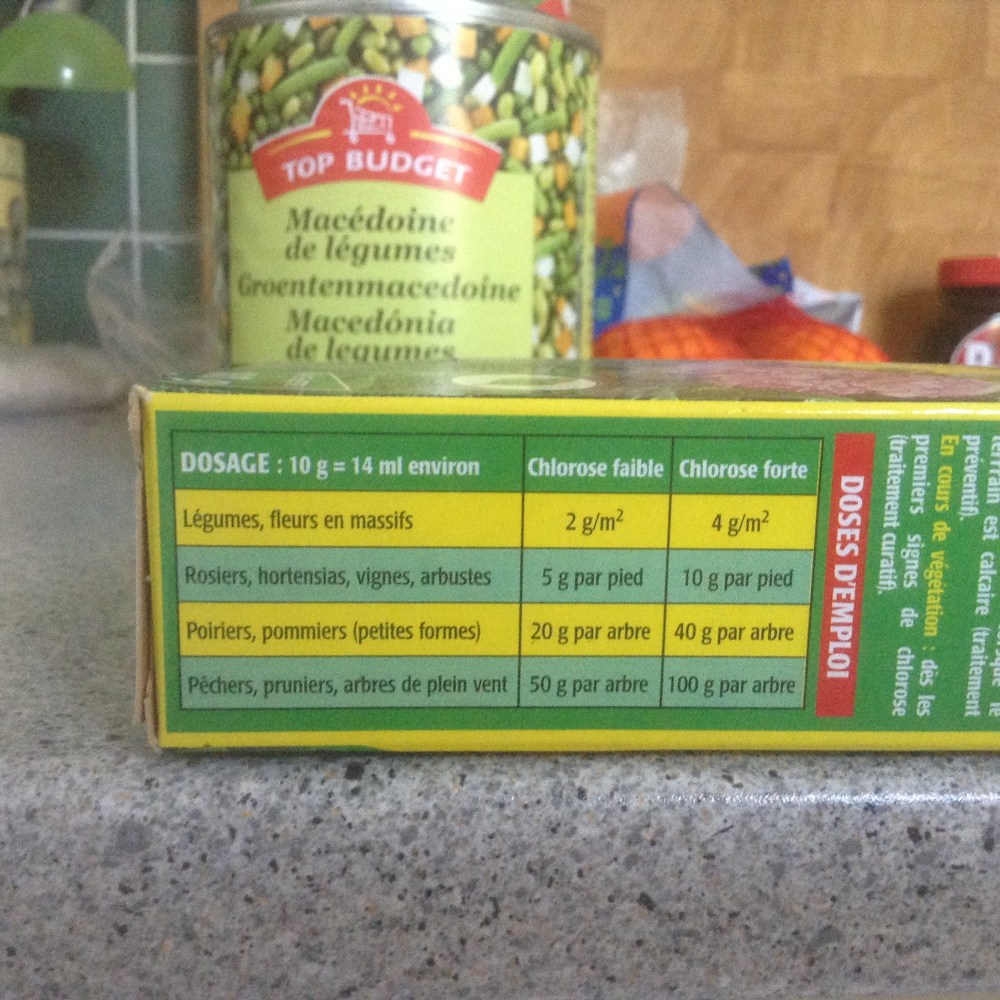 TOP BUDGET
Macédoine
de légumes
Groentenmacedoine
Macedónia
de legumes
DOSAGE : 10 g = 14 ml environ Chlorose faible Chlorose forte
Légumes, fleurs en massifs 2 g/m² 4 g/m²
Rosiers, hortensias, vignes, arbustes 5 g par pied 10 g par pied
Poiriers, pommiers (petites formes) 20 g par arbre 40 g par arbre
Pêchers, pruniers, arbres de plein vent 50 g par arbre 100 g par arbre
DOSES D'EMPLOI
terrain est calcaire (traitement
préventif).
En cours de végétation : dès les
premiers signes de chlorose
(traitement curatif).